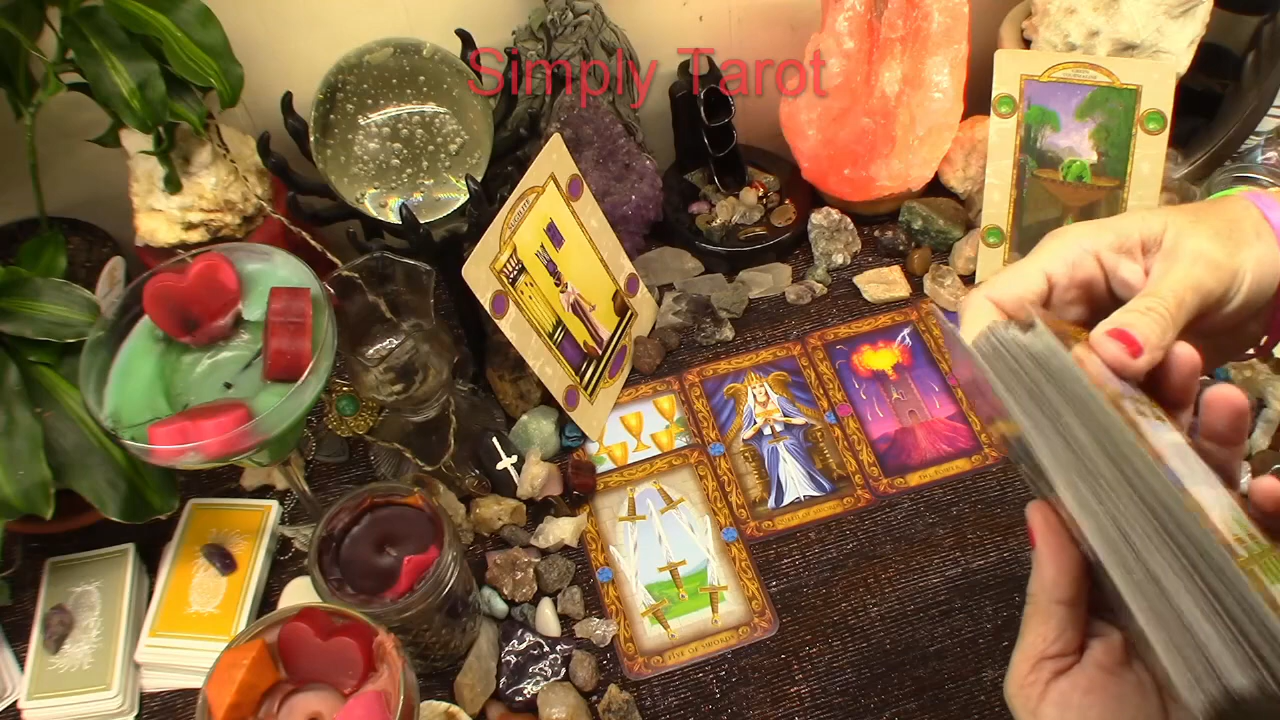 Simply Tarot
QUEEN OF SWORDS
THE TOWER
FIVE OF SWORDS